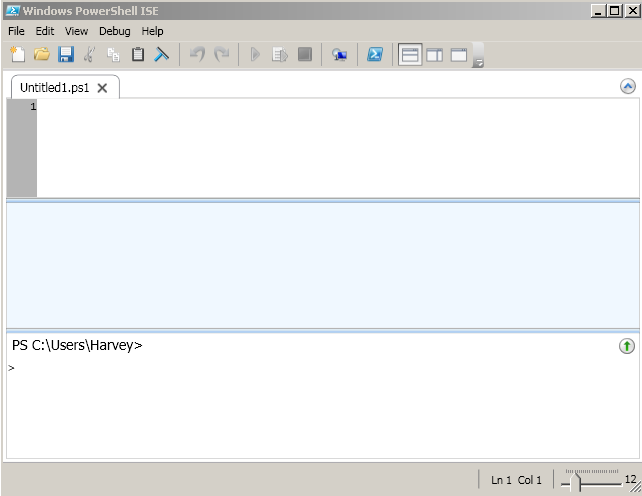 Windows PowerShell ISE
File Edit View Debug Help
Untitled1.ps1
1
PS C:\Users\Harvey>
>
Ln 1 Col 1
12